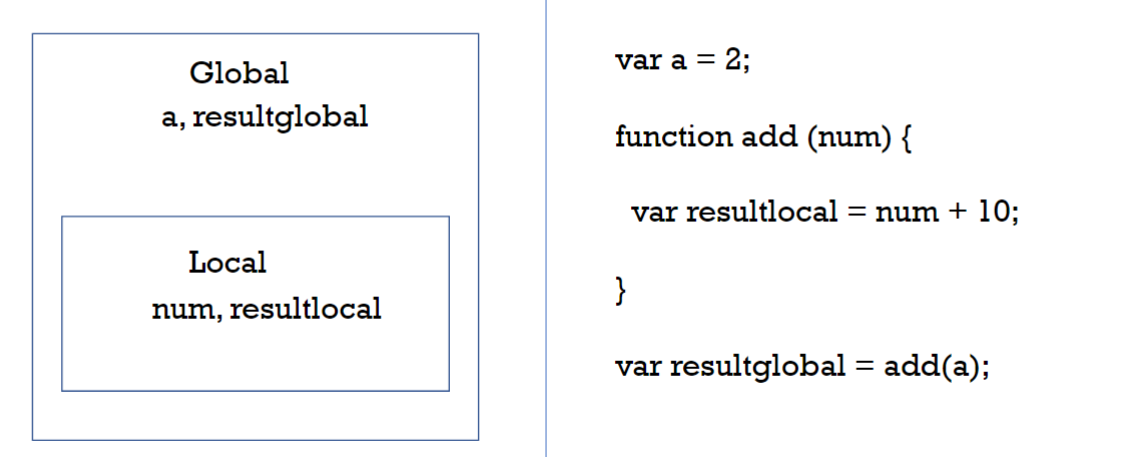 Global
a, resultglobal
Local
num, resultlocal
var a = 2;
function add (num) {
var resultlocal = num + 10;
}
var resultglobal = add(a);